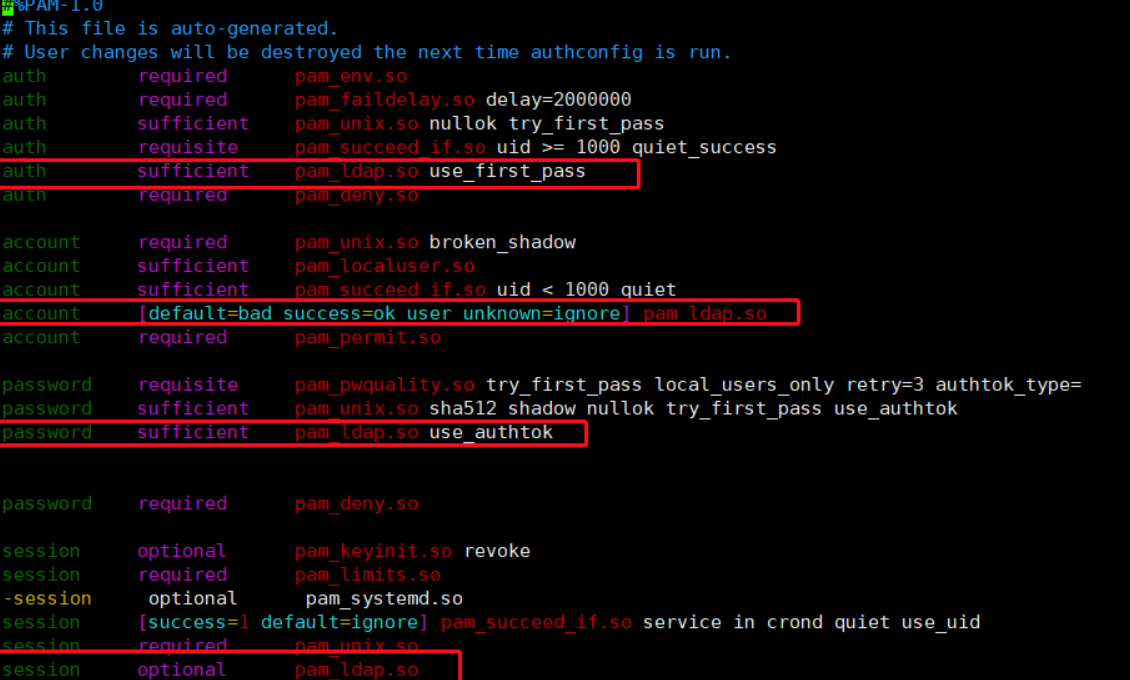 #%PAM-1.0
# This file is auto-generated.
# User changes will be destroyed the next time authconfig is run.
auth required pam_env.so
auth required pam_faildelay.so delay=2000000
auth sufficient pam_unix.so nullok try_first_pass
auth requisite pam_succeed_if.so uid >= 1000 quiet_success
auth sufficient pam_ldap.so use_first_pass
auth required pam_deny.so
account required pam_unix.so broken_shadow
account sufficient pam_localuser.so
account sufficient pam_succeed_if.so uid < 1000 quiet
account [default=bad success=ok user_unknown=ignore] pam_ldap.so
account required pam_permit.so
password requisite pam_pwquality.so try_first_pass local_users_only retry=3 authtok_type=
password sufficient pam_unix.so sha512 shadow nullok try_first_pass use_authtok
password sufficient pam_ldap.so use_authtok
password required pam_deny.so
session optional pam_keyinit.so revoke
session required pam_limits.so
-session optional pam_systemd.so
session [success=1 default=ignore] pam_succeed_if.so service in crond quiet use_uid
session required pam_unix.so
session optional pam_ldap.so